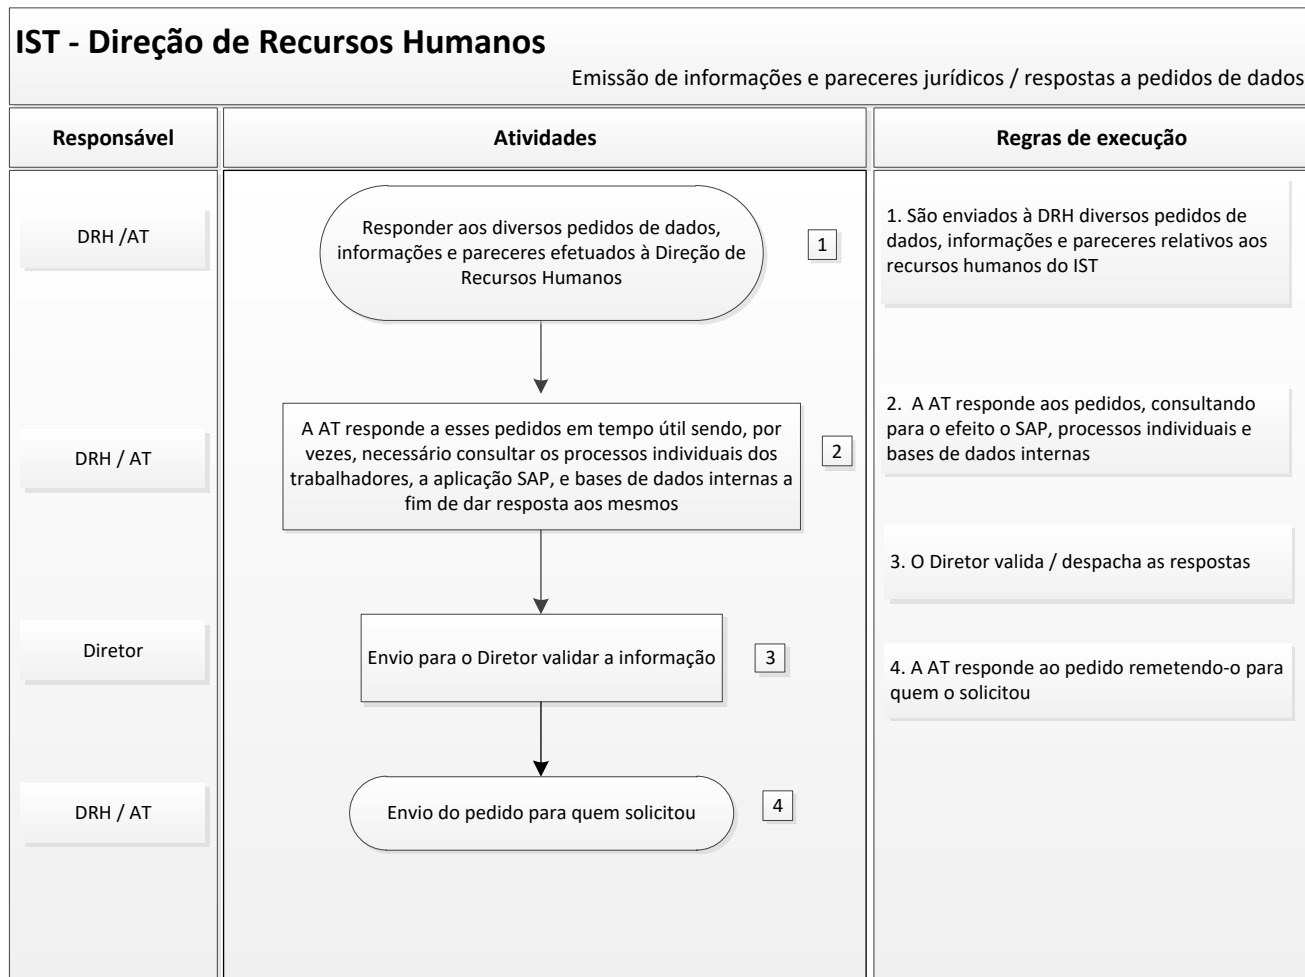 IST - Direção de Recursos Humanos
Emissão de informações e pareceres jurídicos / respostas a pedidos de dados
Responsável
Atividades
Regras de execução
DRH /AT
Responder aos diversos pedidos de dados,
informações e pareceres efetuados à Direção de
Recursos Humanos
1
1. São enviados à DRH diversos pedidos de
dados, informações e pareceres relativos aos
recursos humanos do IST
DRH / AT
A AT responde a esses pedidos em tempo útil sendo, por
vezes, necessário consultar os processos individuais dos
trabalhadores, a aplicação SAP, e bases de dados internas a
fim de dar resposta aos mesmos
2
2. A AT responde aos pedidos, consultando
para o efeito o SAP, processos individuais e
bases de dados internas
Diretor
Envio para o Diretor validar a informação
3
3. O Diretor valida / despacha as respostas
DRH / AT
Envio do pedido para quem solicitou
4
4. A AT responde ao pedido remetendo-o para
quem o solicitou